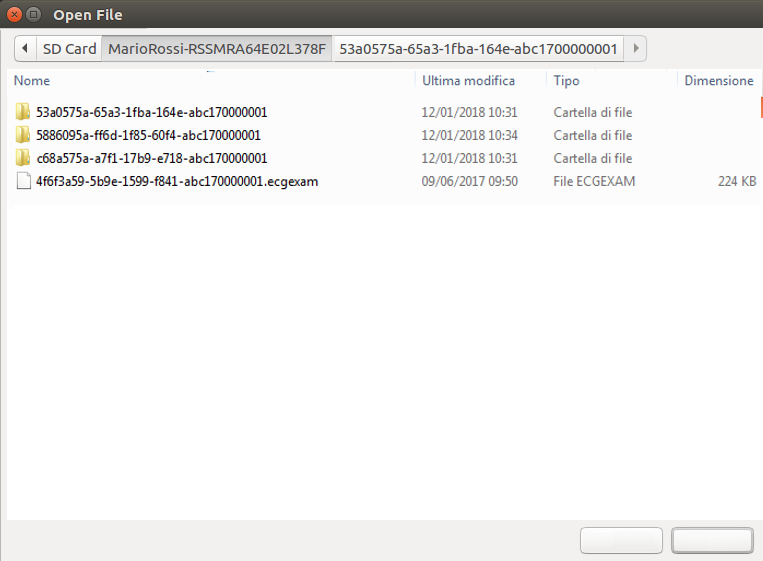 Open File
SD Card MarioRossi-RSSMRA64E02L378F 53a0575a-65a3-1fba-164e-abc1700000001
Nome Ultima modifica Tipo Dimensione
53a0575a-65a3-1fba-164e-abc170000001 12/01/2018 10:31 Cartella di file
5886095a-ff6d-1f85-60f4-abc170000001 12/01/2018 10:34 Cartella di file
c68a575a-a7f1-17b9-e718-abc170000001 12/01/2018 10:31 Cartella di file
4f6f3a59-5b9e-1599-f841-abc170000001.ecgexam 09/06/2017 09:50 File ECGEXAM 224 KB